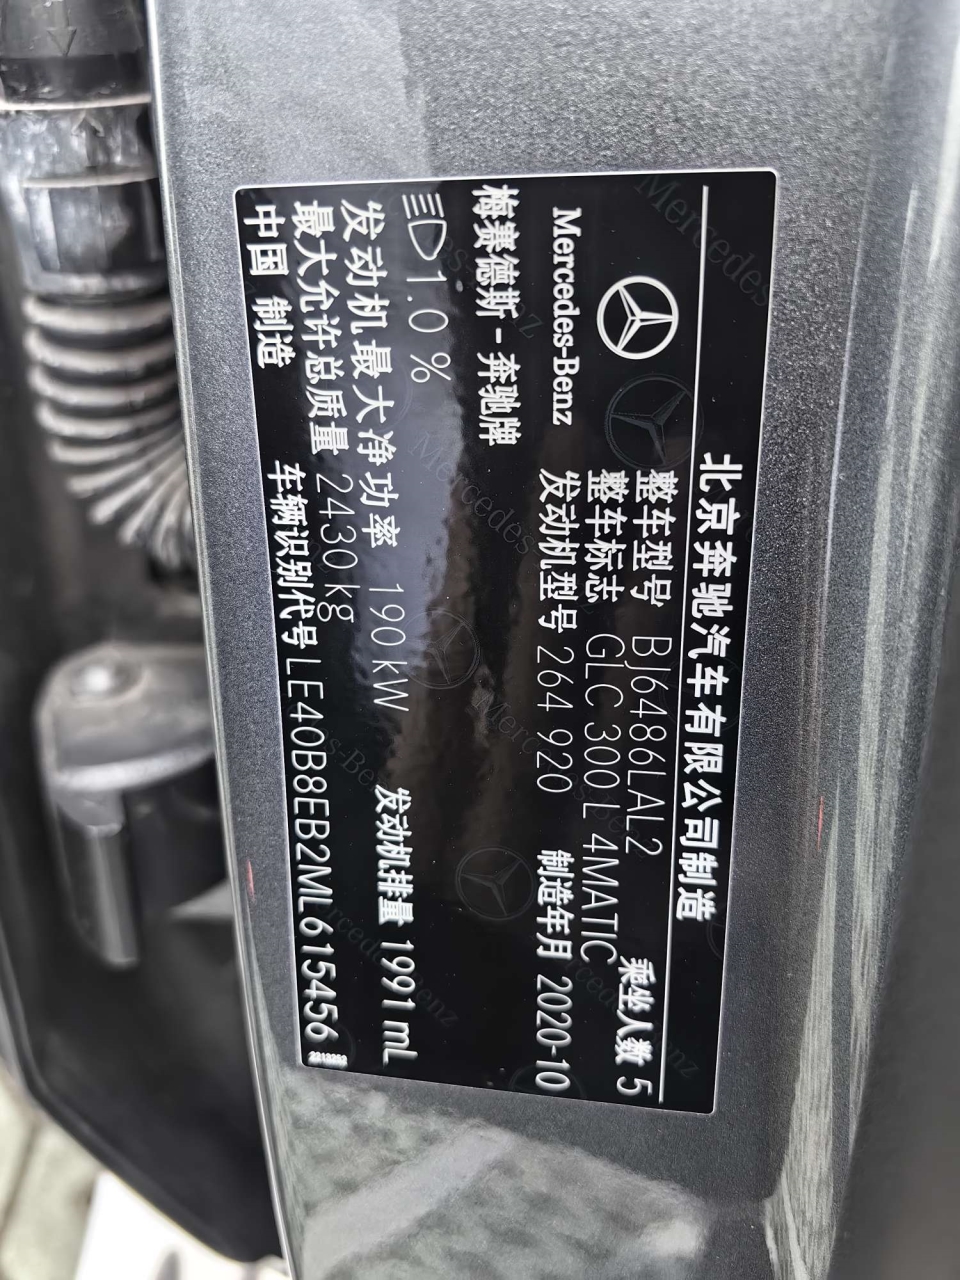 北京奔驰汽车有限公司制造
Mercedes-Benz
梅赛德斯-奔驰牌
整车型号 BJ6486LAL2 乘坐人数 5
整车标志 GLC 300 L 4MATIC
发动机型号 264 920 制造年月 2020-10
1.0 %
发动机最大净功率 190 kW 发动机排量 1991 mL
最大允许总质量 2430 kg
中国 制造 车辆识别代号 LE40B8EB2ML615456
2213253